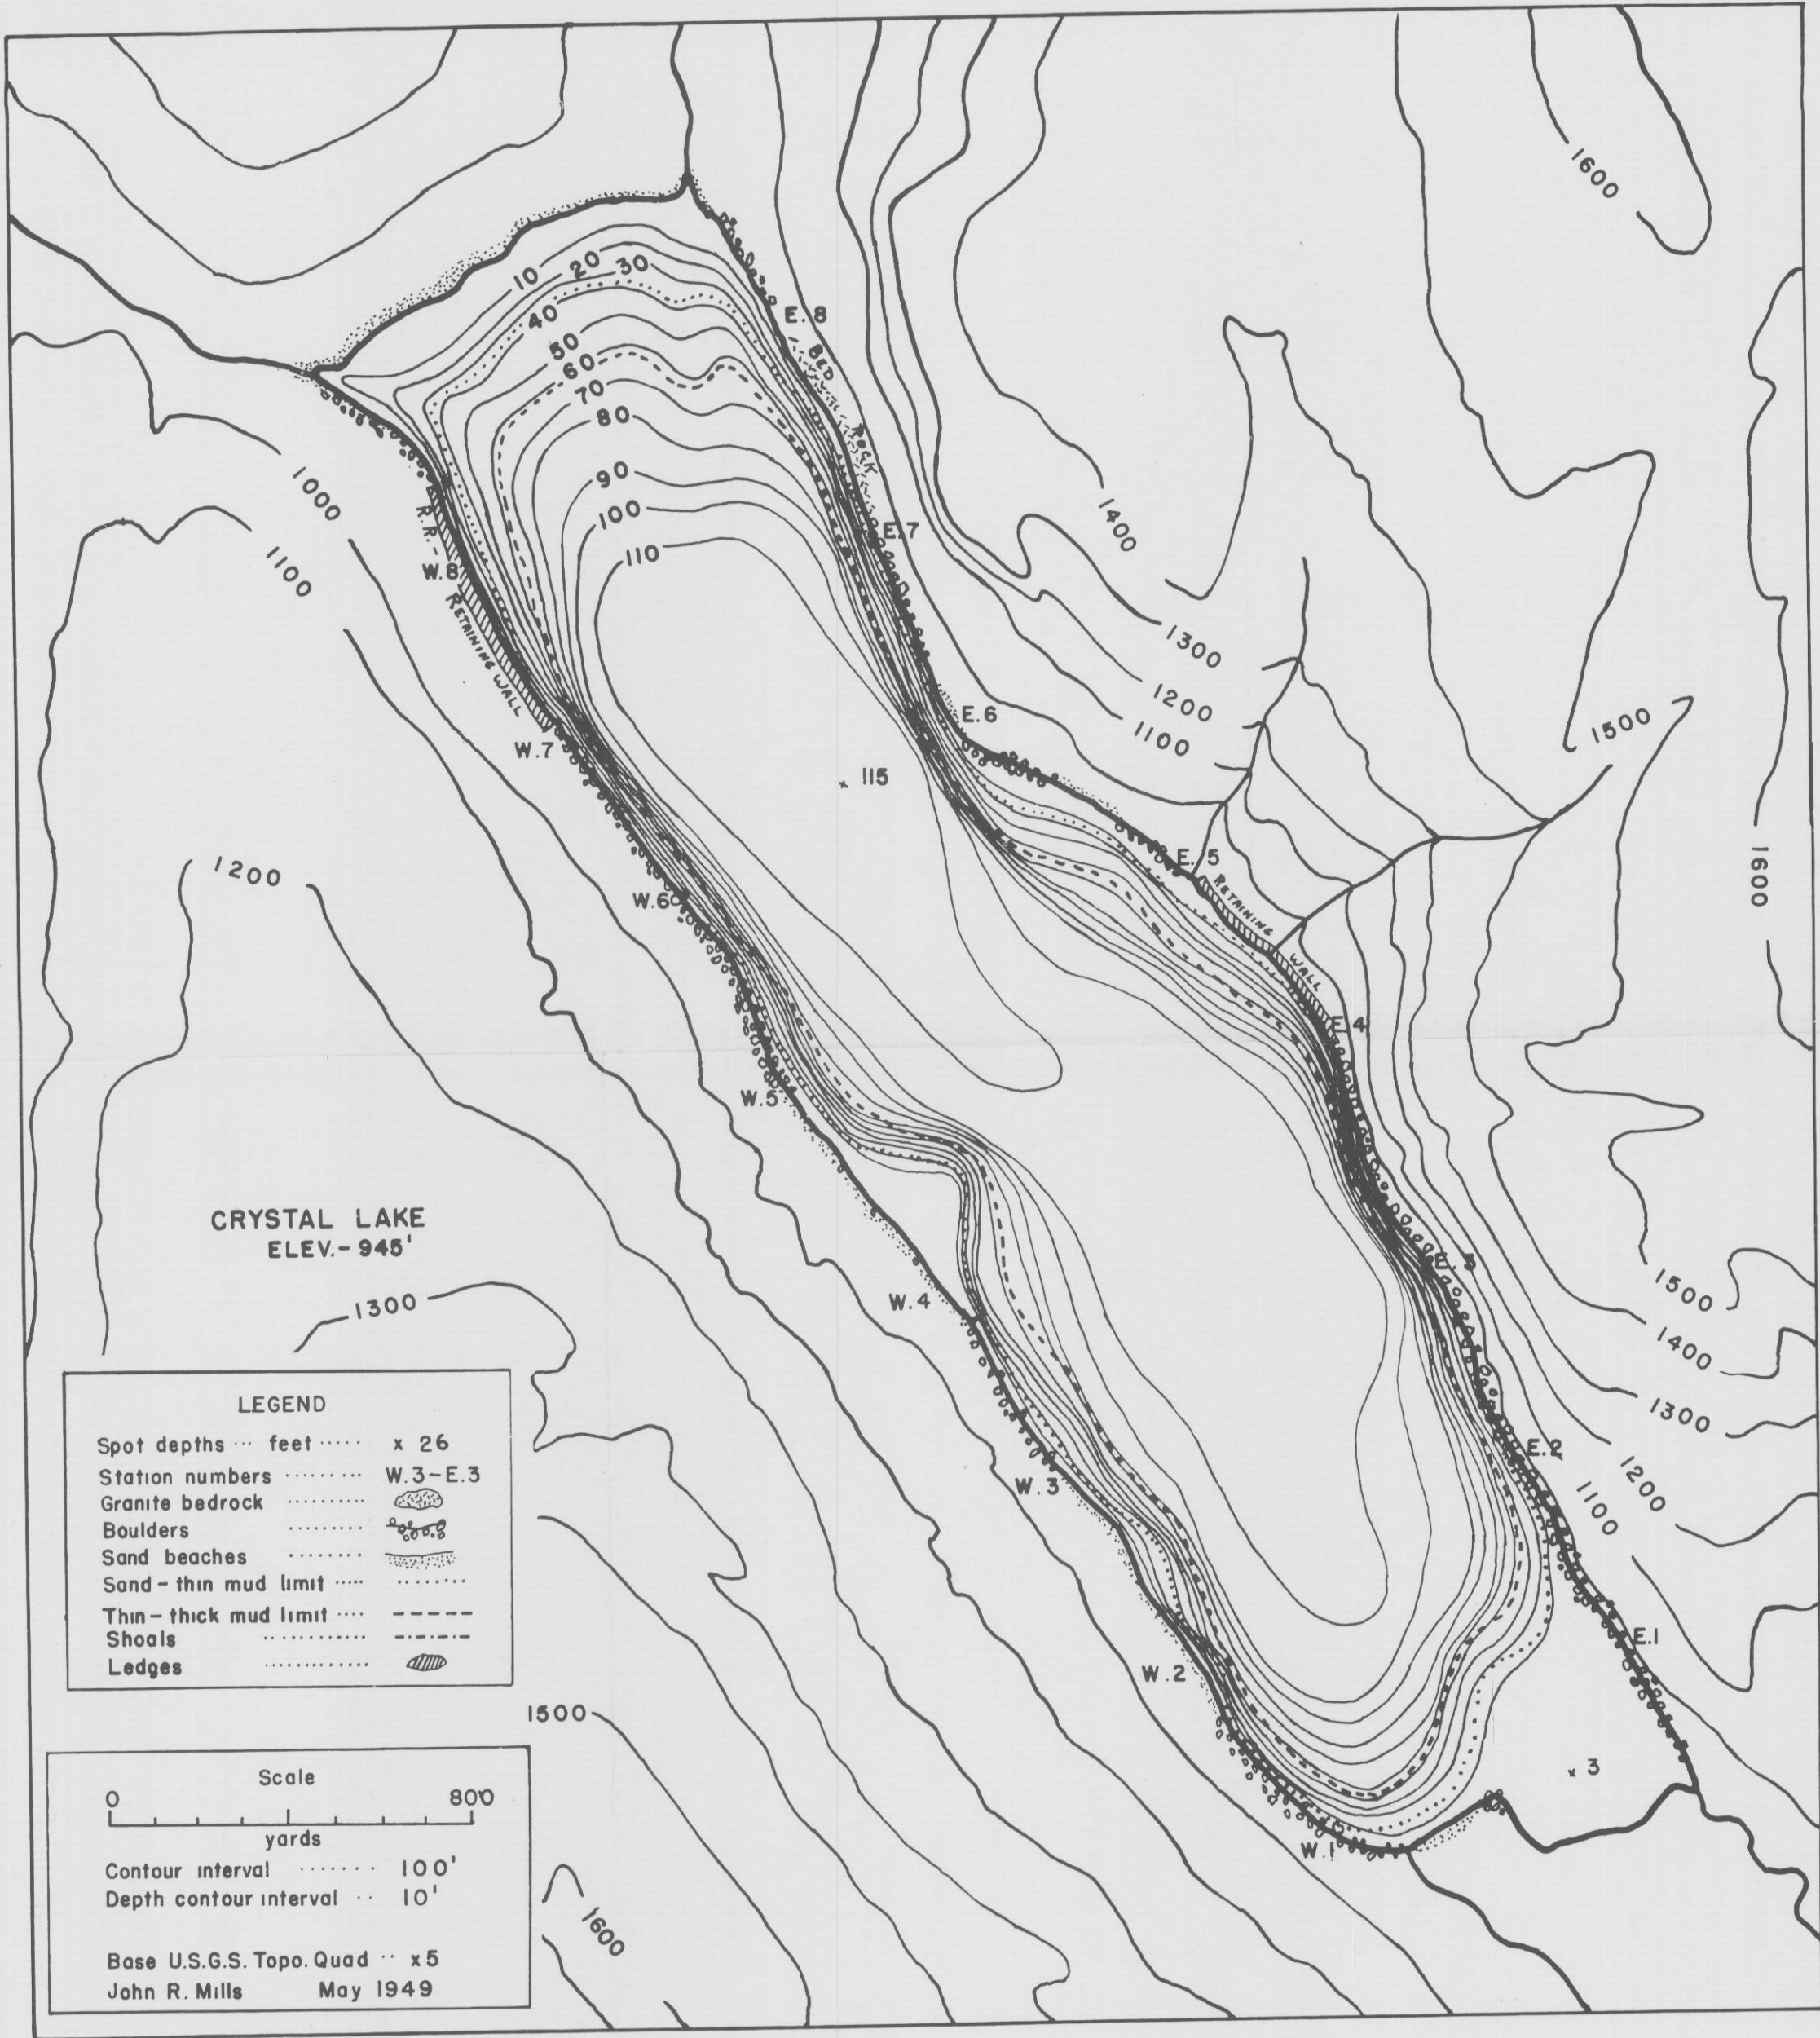 1600
10
20
30
40
50
60
70
80
90
100
110
E. 8
BED
ROCK
E.7
1000
1100
R.R.-
W.8
RETAINING WALL
W.7
1400
1300
1200
1100
E.6
x 115
1500
E. 5
RETAINING
WALL
1600
1200
W.6
E.4
W.5
CRYSTAL LAKE
ELEV.- 945'
E. 3
1500
1400
1300
1300
W.4
E.2
1200
1100
W. 3
LEGEND
Spot depths ··· feet ····· x 26
Station numbers ········· W.3-E.3
Granite bedrock ··········
Boulders ··········
Sand beaches ········
Sand - thin mud limit ····· ·······
Thin - thick mud limit ···· ------
Shoals ············ -·-·-·-
Ledges ············
E.1
W.2
1500
x 3
W.1
Scale
0 800
yards
Contour interval ······· 100'
Depth contour interval ·· 10'
Base U.S.G.S. Topo. Quad ·· x5
John R. Mills May 1949
1600